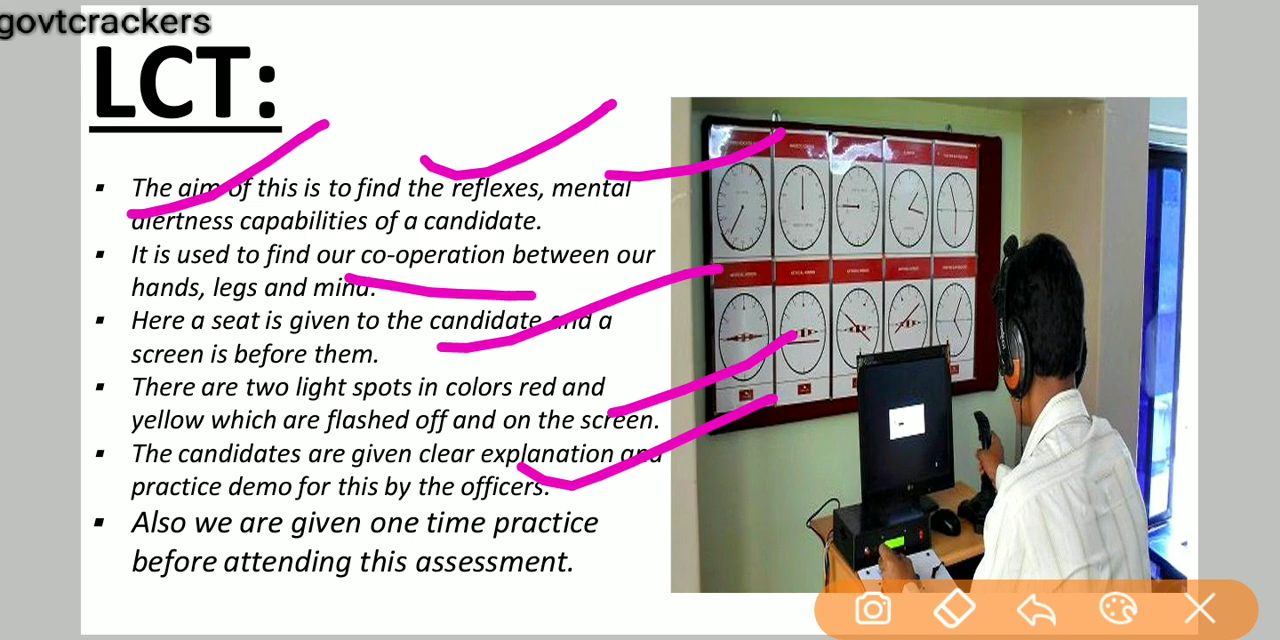 govtcrackers
LCT:
▪ The aim of this is to find the reflexes, mental
alertness capabilities of a candidate.
▪ It is used to find our co-operation between our
hands, legs and mind.
▪ Here a seat is given to the candidate and a
screen is before them.
▪ There are two light spots in colors red and
yellow which are flashed off and on the screen.
▪ The candidates are given clear explanation and
practice demo for this by the officers.
▪ Also we are given one time practice
before attending this assessment.